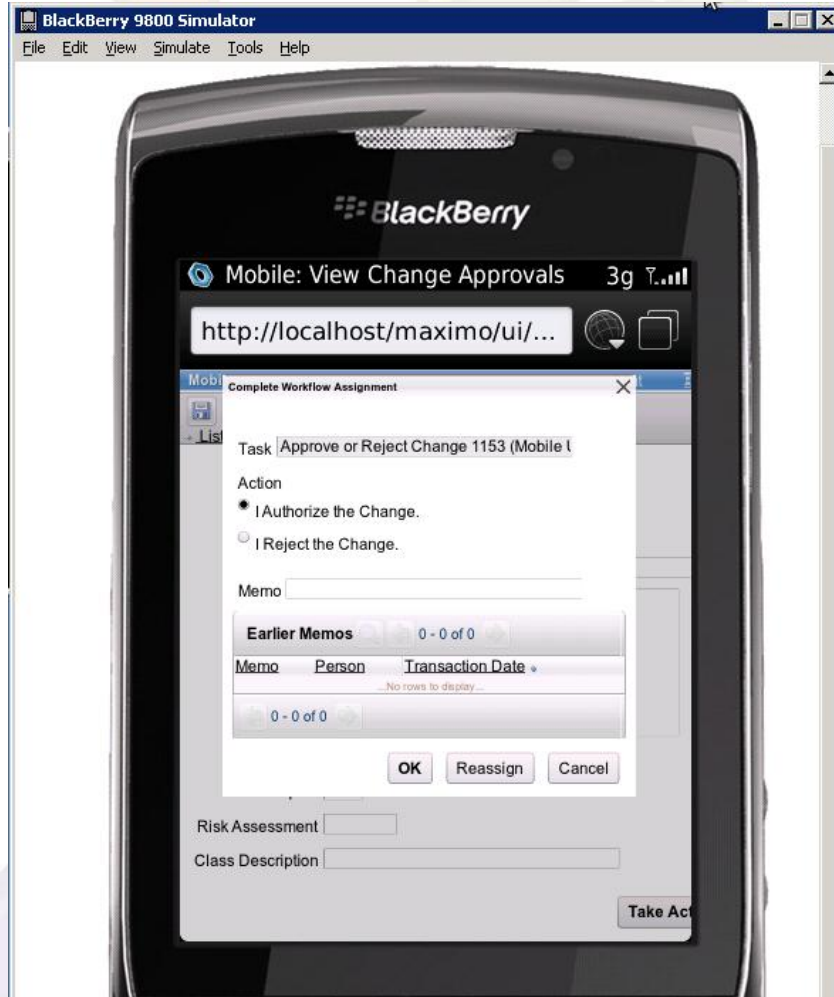 BlackBerry 9800 Simulator
File Edit View Simulate Tools Help
BlackBerry
Mobile: View Change Approvals 3g
http://localhost/maximo/ui/...
Mobi
Complete Workflow Assignment
List
Task Approve or Reject Change 1153 (Mobile U
Action
I Authorize the Change.
I Reject the Change.
Memo
Earlier Memos 0 - 0 of 0
Memo Person Transaction Date
...No rows to display...
0 - 0 of 0
OK Reassign Cancel
Risk Assessment
Class Description
Take Act